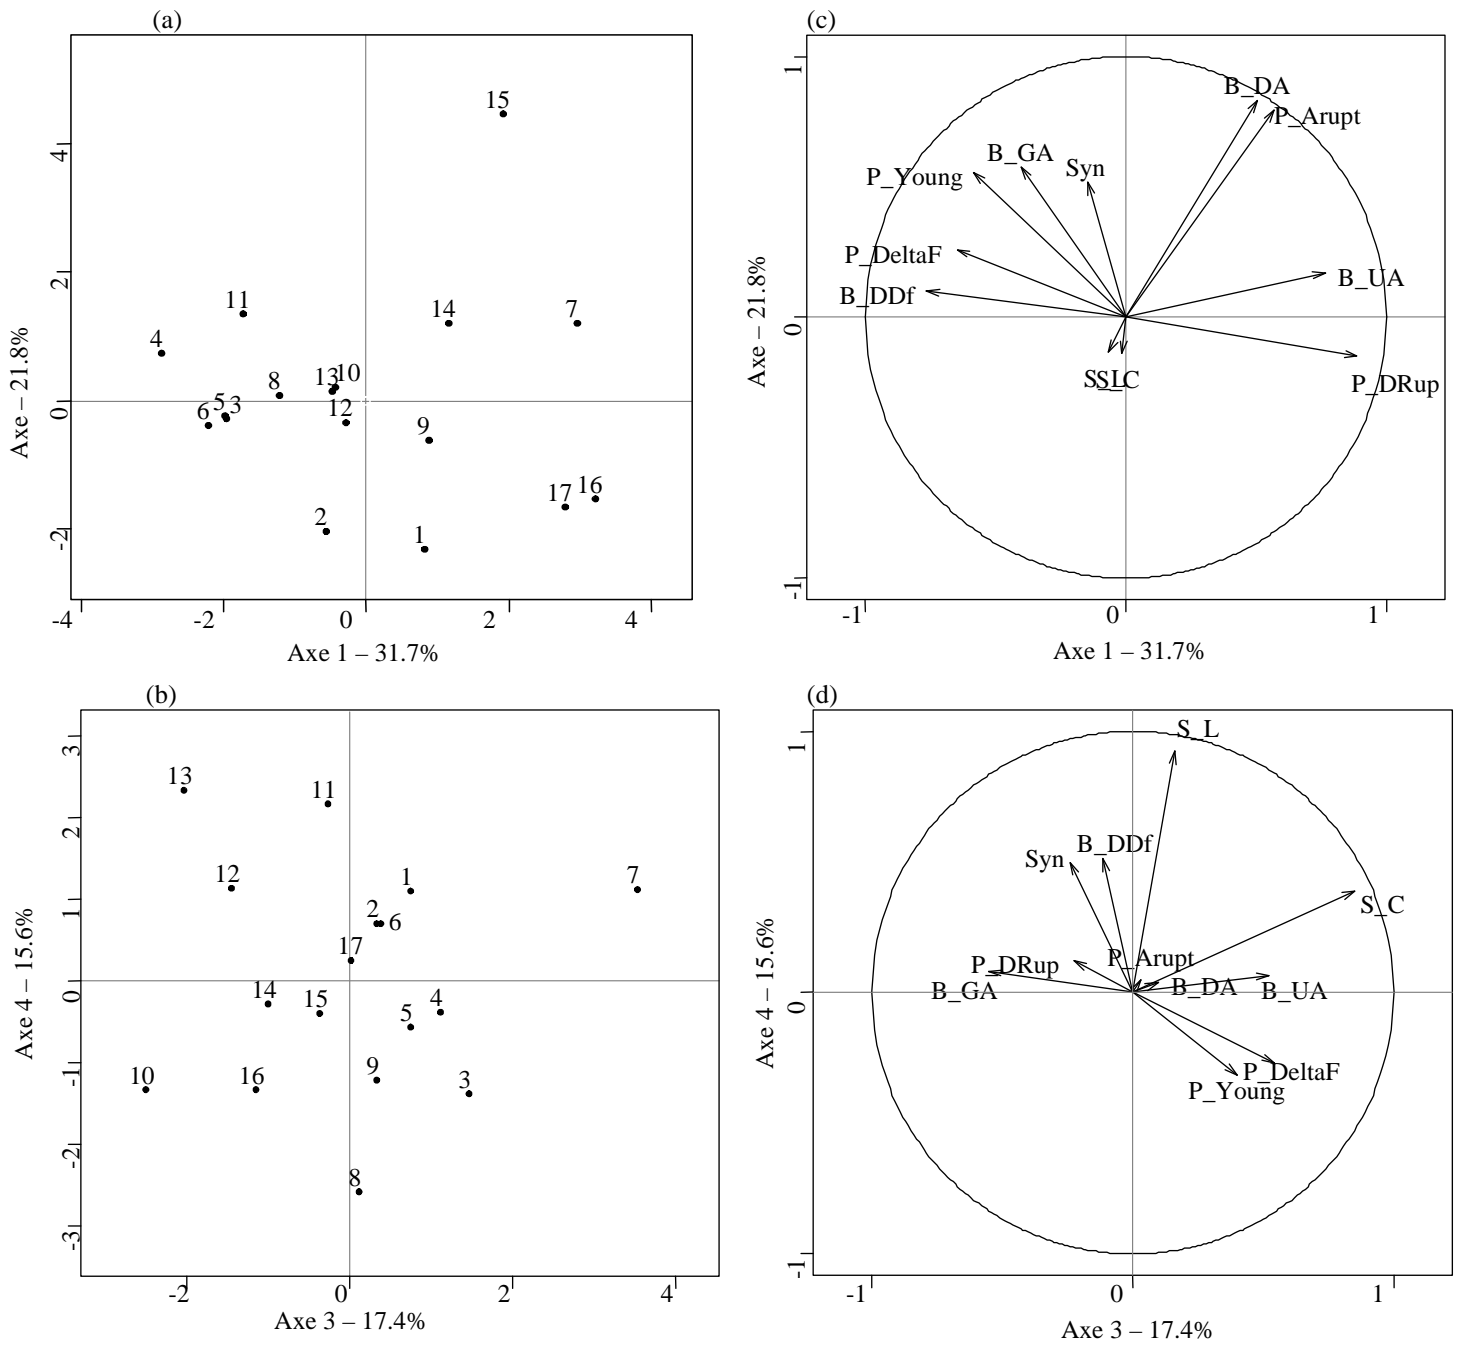 (a)
15
4
2
0
-2
Axe – 21.8%
11
4
14
7
8
13
10
5
3
6
12
9
17
16
2
1
-4
-2
0
2
4
Axe 1 – 31.7%
(c)
1
0
-1
Axe – 21.8%
B_DA
P_Arupt
B_GA
Syn
P_Young
P_DeltaF
B_DDf
B_UA
P_DRup
S_L
S_C
-1
0
1
Axe 1 – 31.7%
(b)
3
2
1
0
-1
-2
-3
Axe 4 – 15.6%
13
11
12
1
7
2
6
17
14
15
4
5
10
16
9
3
8
-2
0
2
4
Axe 3 – 17.4%
(d)
1
0
-1
Axe 4 – 15.6%
S_L
B_DDf
Syn
S_C
P_Arupt
P_DRup
B_GA
B_DA
B_UA
P_DeltaF
P_Young
-1
0
1
Axe 3 – 17.4%